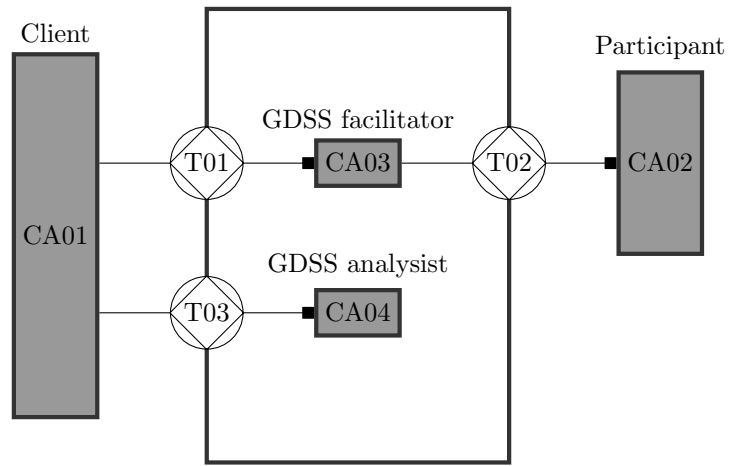 Client
Participant
GDSS facilitator
T01
CA03
T02
CA02
CA01
GDSS analysist
T03
CA04